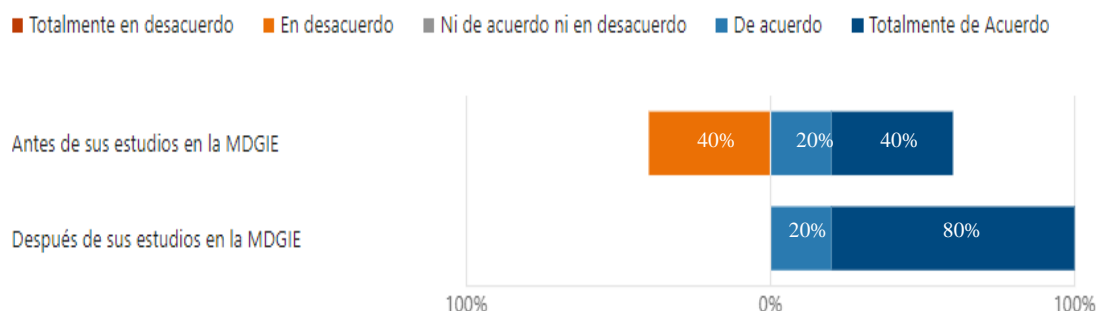 Totalmente en desacuerdo En desacuerdo Ni de acuerdo ni en desacuerdo De acuerdo Totalmente de Acuerdo
Antes de sus estudios en la MDGIE 40% 20% 40%
Después de sus estudios en la MDGIE 20% 80%
100% 0% 100%